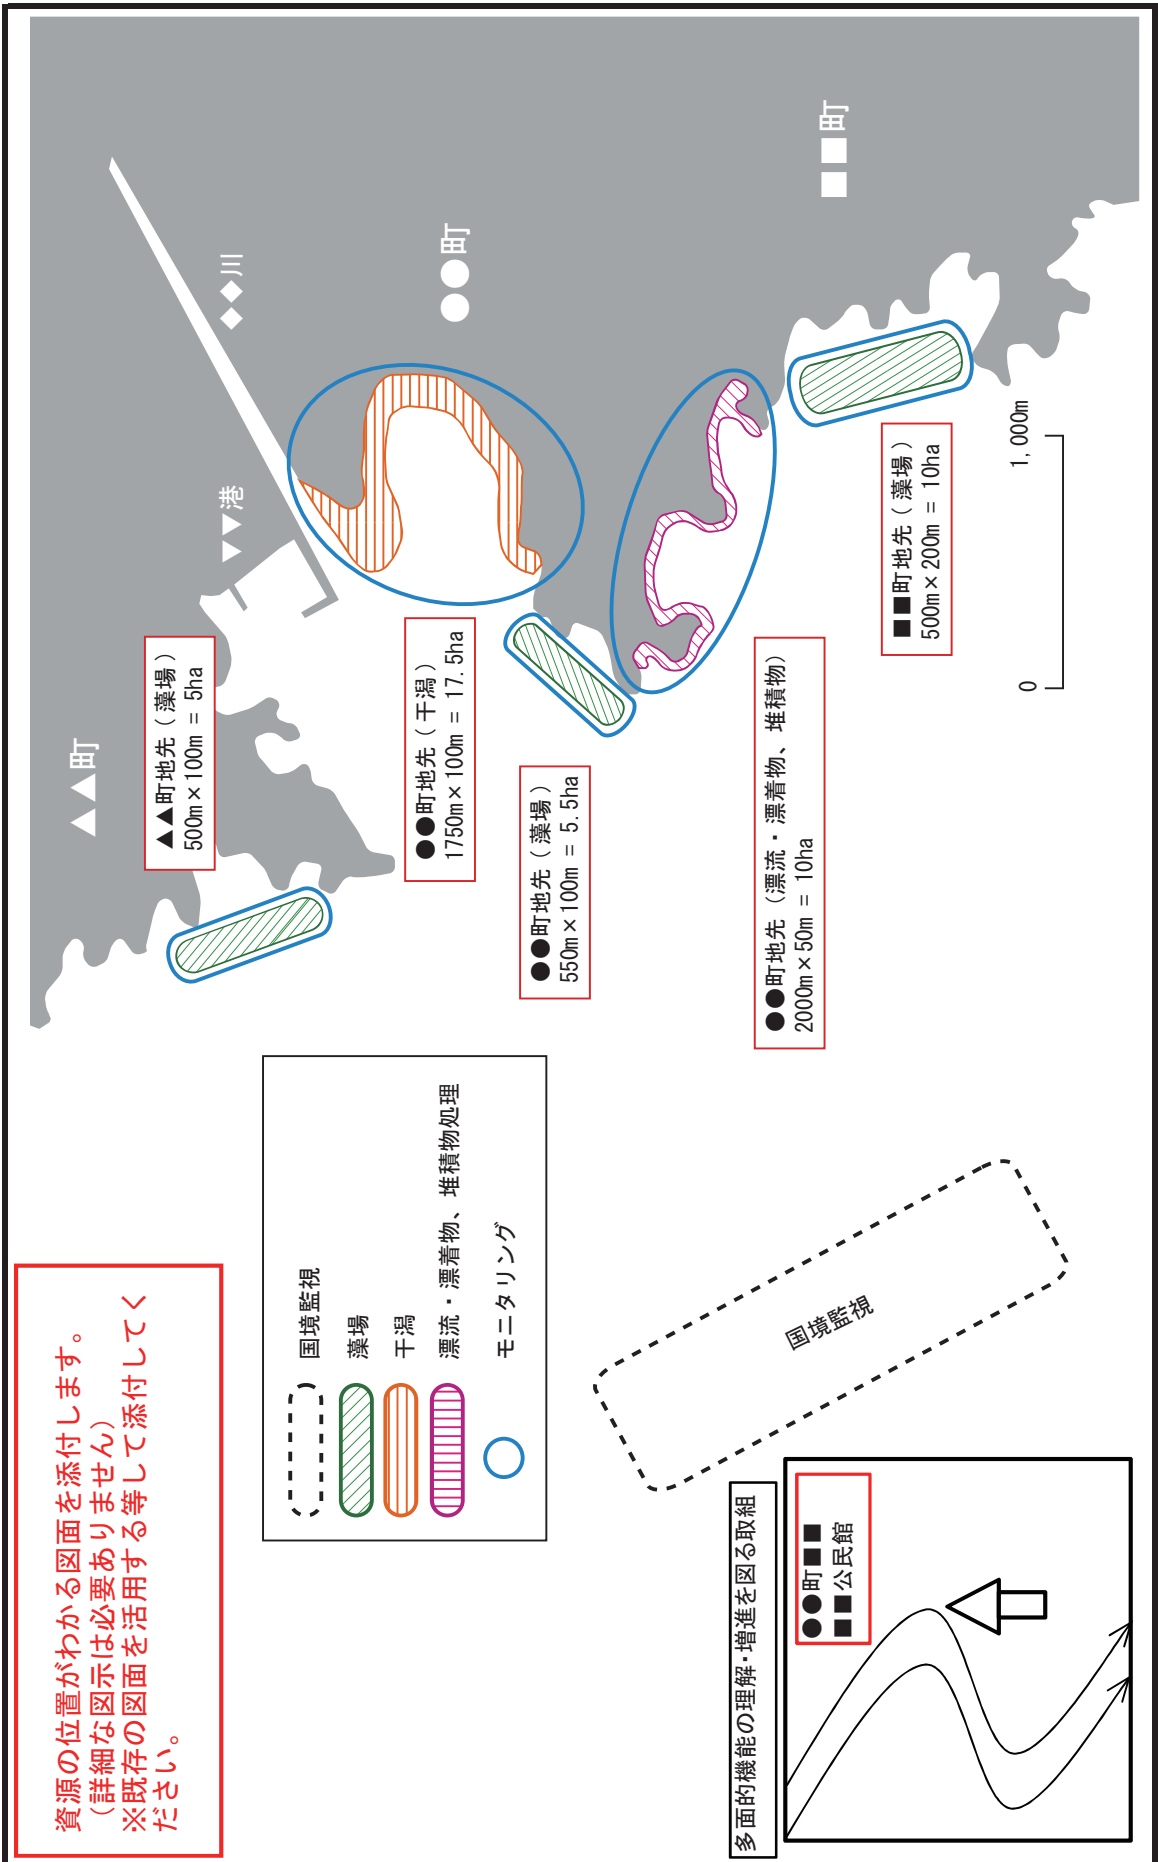 資源の位置がわかる図面を添付します。
（詳細な図示は必要ありません）
※既存の図面を活用する等して添付してく
ださい。
▲▲町
◆◆川
▼▼港
●●町
■■町
▲▲町地先（藻場）
500m×100m = 5ha
●●町地先（干潟）
1750m×100m = 17.5ha
●●町地先（藻場）
550m×100m = 5.5ha
●●町地先（漂流・漂着物、堆積物）
2000m×50m = 10ha
■■町地先（藻場）
500m×200m = 10ha
0
1,000m
国境監視
藻場
干潟
漂流・漂着物、堆積物処理
モニタリング
国境監視
多面的機能の理解・増進を図る取組
●●町■■
■■公民館